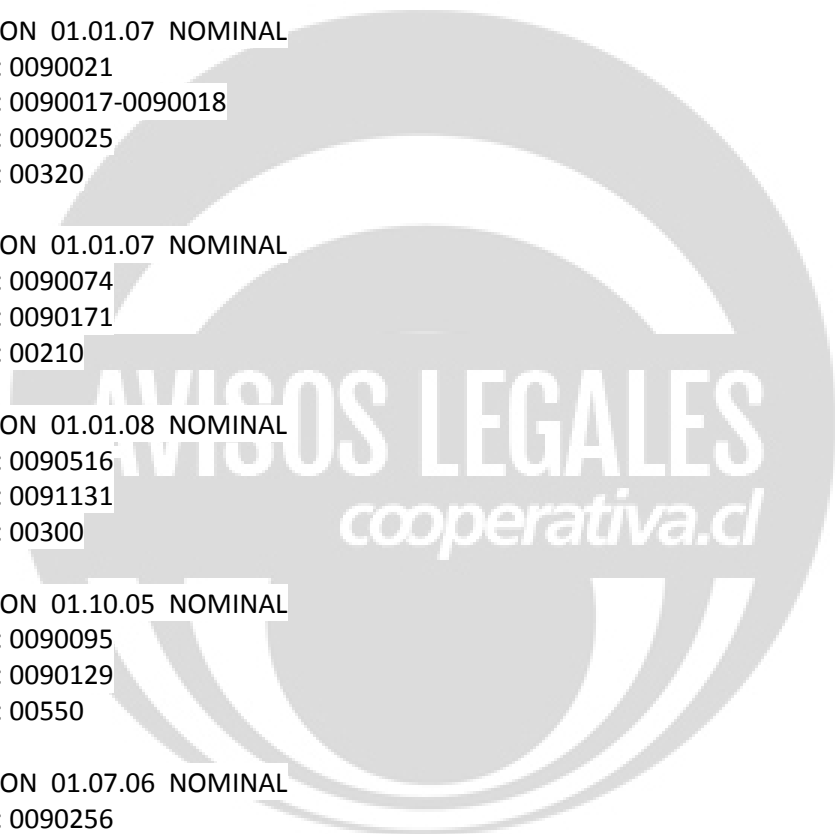 ON 01.01.07 NOMINAL
: 0090021
: 0090017-0090018
: 0090025
: 00320
ON 01.01.07 NOMINAL
: 0090074
: 0090171
: 00210
AVISOS LEGALES
cooperativa.cl
ON 01.01.08 NOMINAL
: 0090516
: 0091131
: 00300
ON 01.10.05 NOMINAL
: 0090095
: 0090129
: 00550
ON 01.07.06 NOMINAL
: 0090256